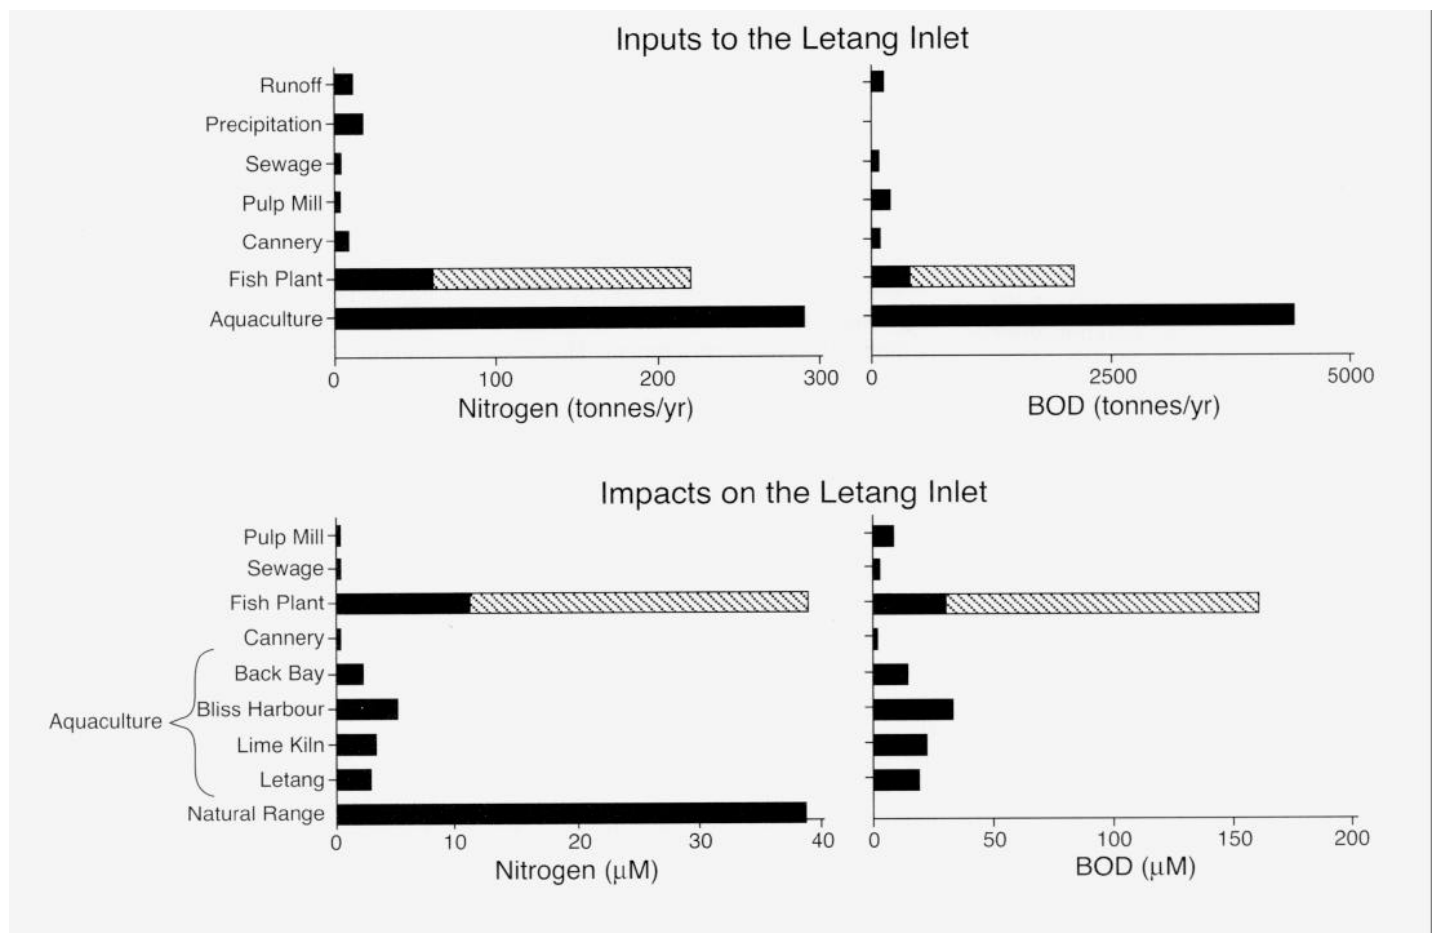 Inputs to the Letang Inlet
Runoff
Precipitation
Sewage
Pulp Mill
Cannery
Fish Plant
Aquaculture
0 100 200 300
Nitrogen (tonnes/yr)
0 2500 5000
BOD (tonnes/yr)
Impacts on the Letang Inlet
Pulp Mill
Sewage
Fish Plant
Cannery
Back Bay
Bliss Harbour
Aquaculture
Lime Kiln
Letang
Natural Range
0 10 20 30 40
Nitrogen (μM)
0 50 100 150 200
BOD (μM)